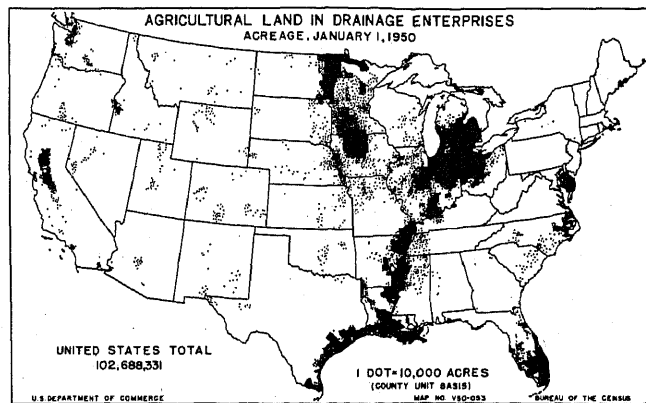 AGRICULTURAL LAND IN DRAINAGE ENTERPRISES
ACREAGE, JANUARY 1, 1950
UNITED STATES TOTAL
102,688,331
1 DOT=10,000 ACRES
(COUNTY UNIT BASIS)
U.S. DEPARTMENT OF COMMERCE
MAP NO. V50-053
BUREAU OF THE CENSUS